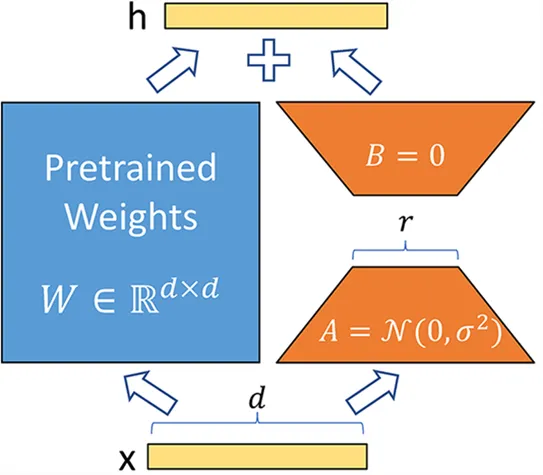 h
Pretrained
Weights
W ∈ ℝ^{d×d}
B = 0
r
A = 𝒩(0, σ²)
d
x